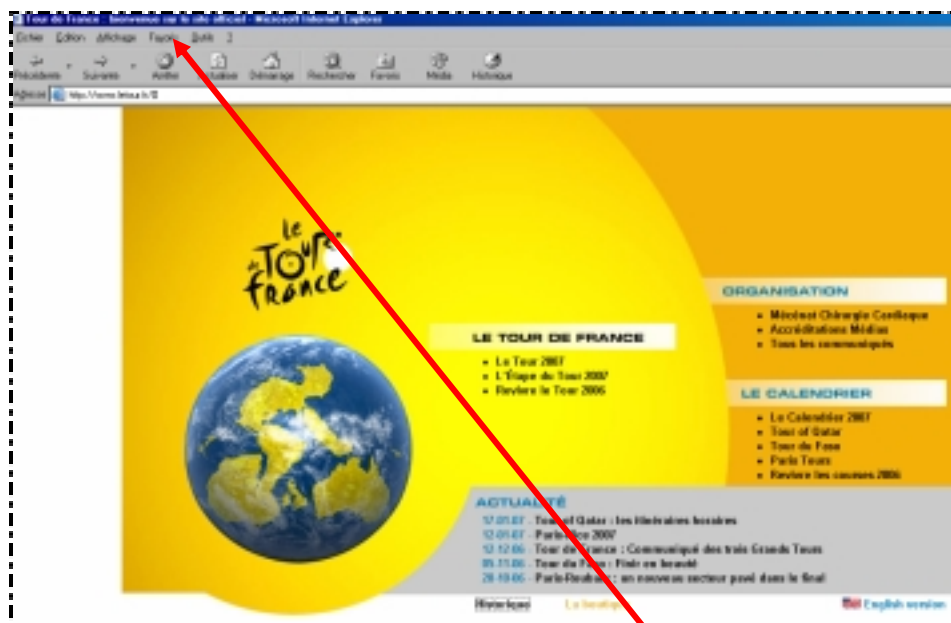 Tour de France : bienvenue sur le site officiel - Microsoft Internet Explorer
Fichier Edition Affichage Favoris Outils ?
Précédente Suivante Arrêter Actualiser Démarrage Rechercher Favoris Média Historique
Adresse
le
TOUR
de
france
ORGANISATION
Mécénat Chirurgie Cardiaque
Accréditations Médias
Tous les communiqués
LE TOUR DE FRANCE
Le Tour 2007
L'Étape du Tour 2007
Revivre le Tour 2006
LE CALENDRIER
Le Calendrier 2007
Tour of Qatar
Tour du Faso
Paris Tours
Revivre les courses 2006
ACTUALITÉ
17-01-07 - Tour of Qatar : les itinéraires horaires
12-01-07 - Paris-Nice 2007
12-12-06 - Tour de France : Communiqué des trois Grands Tours
05-11-06 - Tour du Faso : Finir en beauté
20-10-06 - Paris-Roubaix : un nouveau secteur pavé dans le final
Historique La boutique English version